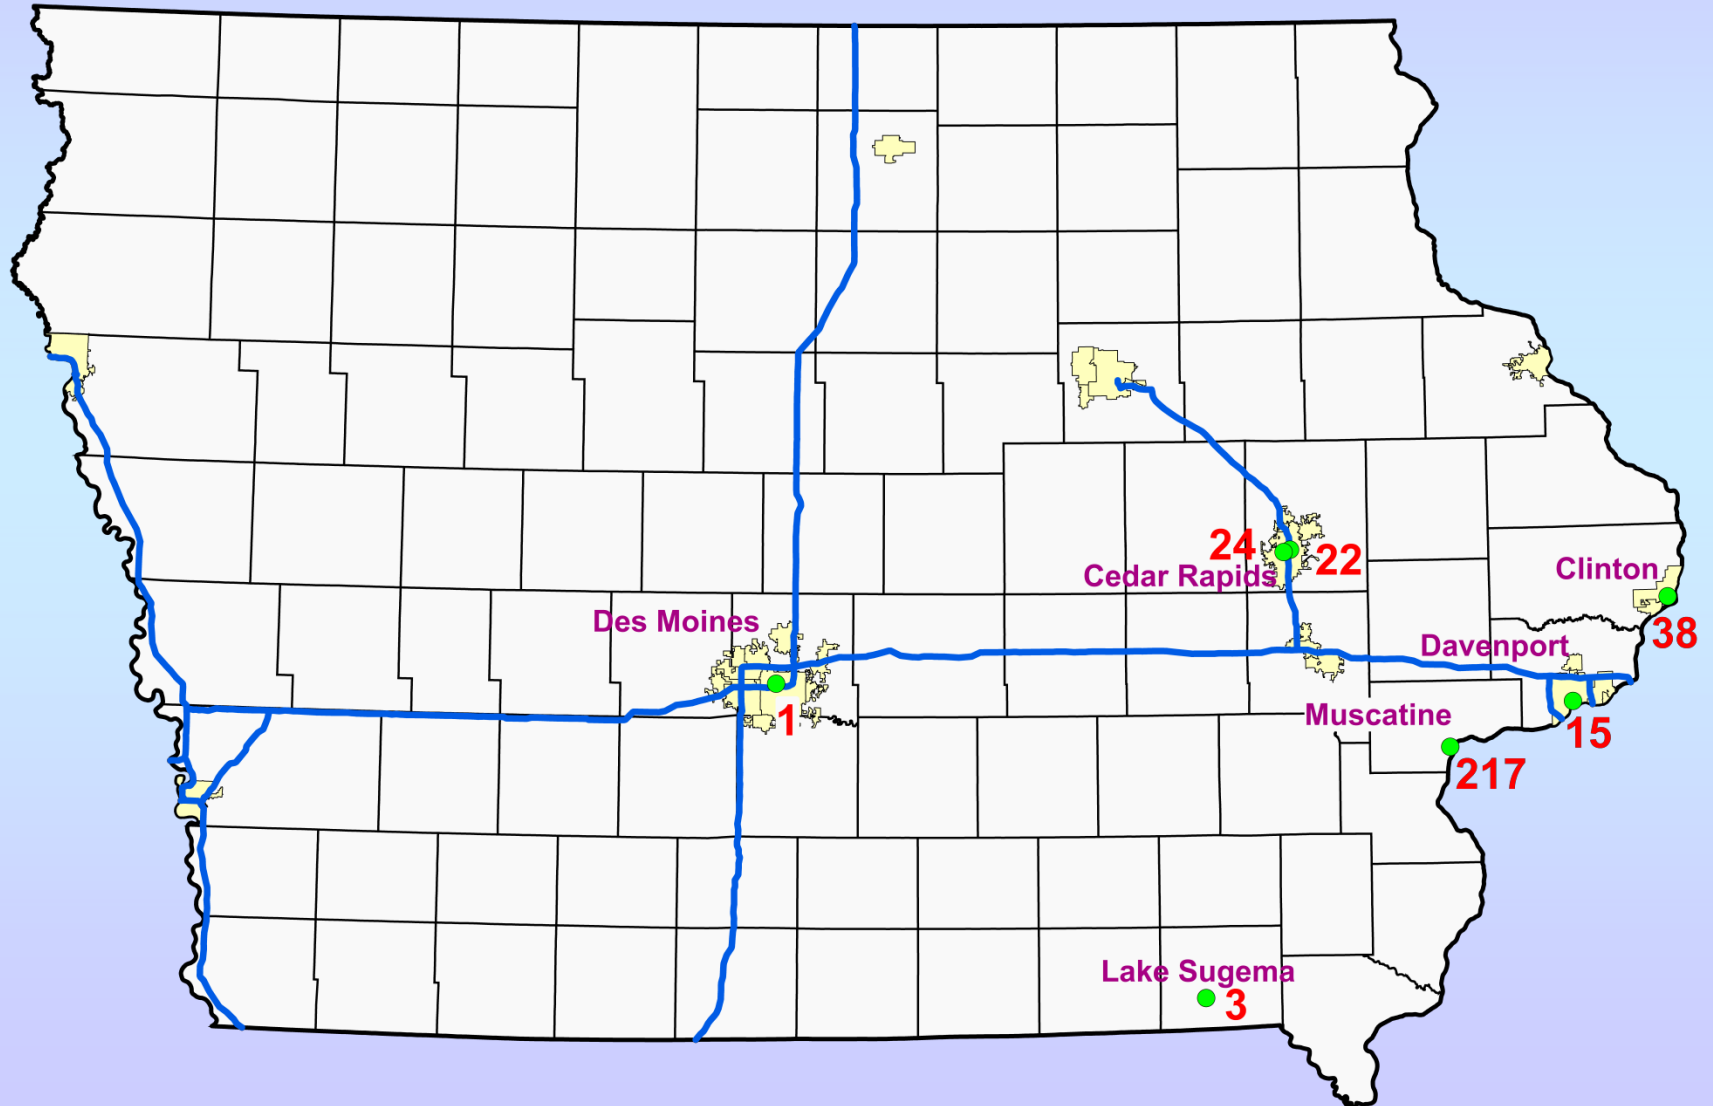 24
22
Cedar Rapids
Clinton
38
Des Moines
1
Davenport
15
Muscatine
217
Lake Sugema
3